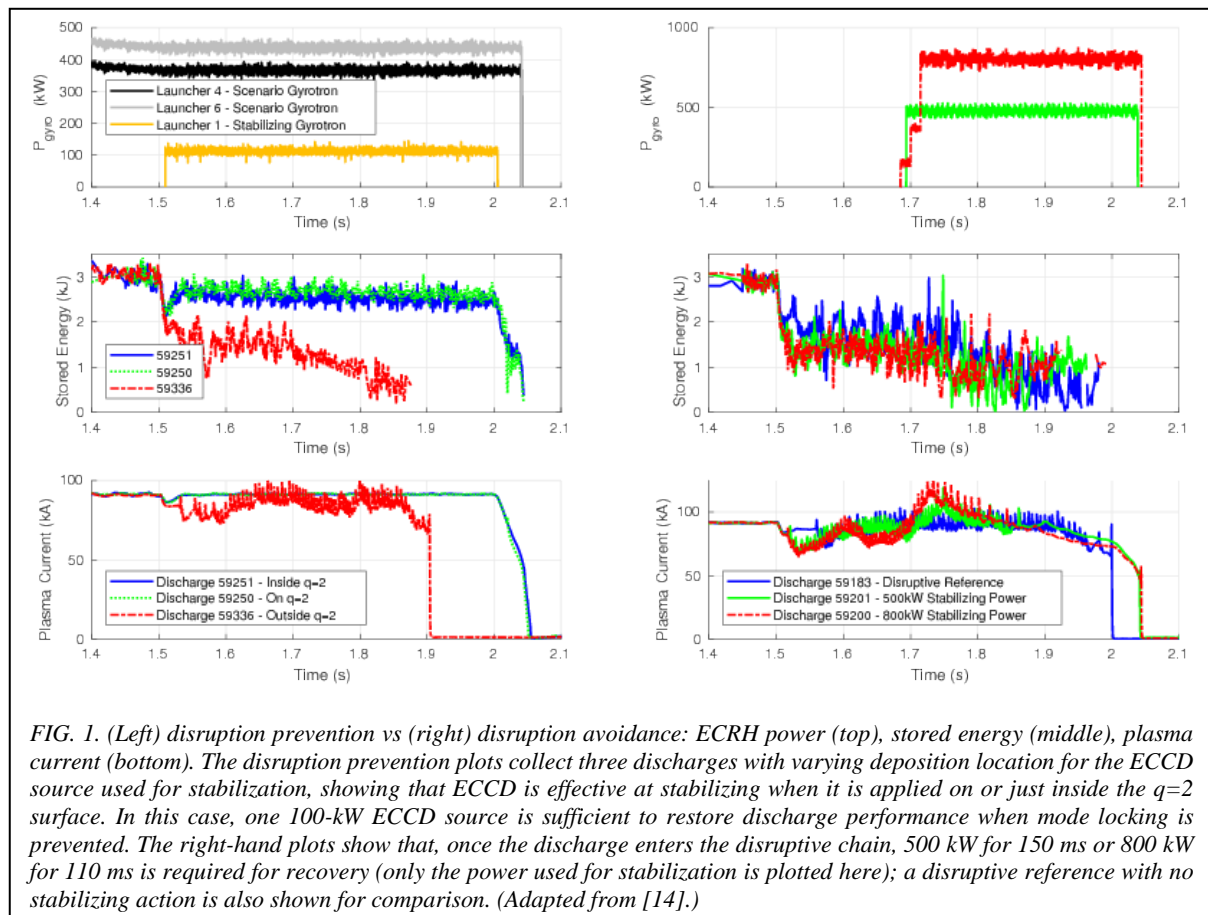 500
400
300
200
100
0
P_gyro (kW)
Launcher 4 - Scenario Gyrotron
Launcher 6 - Scenario Gyrotron
Launcher 1 - Stabilizing Gyrotron
1.4 1.5 1.6 1.7 1.8 1.9 2 2.1
Time (s)
1000
500
0
P_gyro (kW)
1.4 1.5 1.6 1.7 1.8 1.9 2 2.1
Time (s)
3
2
1
0
Stored Energy (kJ)
59251
59250
59336
1.4 1.5 1.6 1.7 1.8 1.9 2 2.1
Time (s)
3
2
1
0
Stored Energy (kJ)
1.4 1.5 1.6 1.7 1.8 1.9 2 2.1
Time (s)
100
50
0
Plasma Current (kA)
Discharge 59251 - Inside q=2
Discharge 59250 - On q=2
Discharge 59336 - Outside q=2
1.4 1.5 1.6 1.7 1.8 1.9 2 2.1
Time (s)
100
50
0
Plasma Current (kA)
Discharge 59183 - Disruptive Reference
Discharge 59201 - 500kW Stabilizing Power
Discharge 59200 - 800kW Stabilizing Power
1.4 1.5 1.6 1.7 1.8 1.9 2 2.1
Time (s)
FIG. 1. (Left) disruption prevention vs (right) disruption avoidance: ECRH power (top), stored energy (middle), plasma
current (bottom). The disruption prevention plots collect three discharges with varying deposition location for the ECCD
source used for stabilization, showing that ECCD is effective at stabilizing when it is applied on or just inside the q=2
surface. In this case, one 100-kW ECCD source is sufficient to restore discharge performance when mode locking is
prevented. The right-hand plots show that, once the discharge enters the disruptive chain, 500 kW for 150 ms or 800 kW
for 110 ms is required for recovery (only the power used for stabilization is plotted here); a disruptive reference with no
stabilizing action is also shown for comparison. (Adapted from [14].)